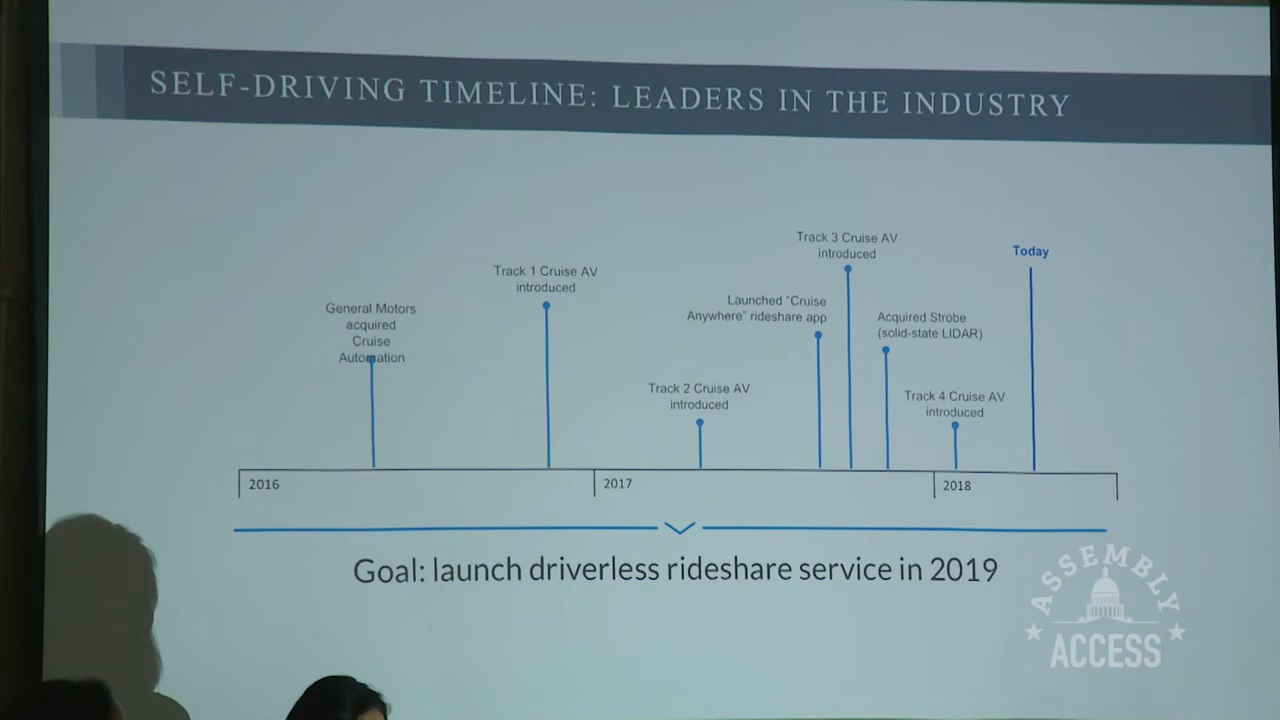 SELF-DRIVING TIMELINE: LEADERS IN THE INDUSTRY
General Motors
acquired
Cruise
Automation
Track 1 Cruise AV
introduced
Track 2 Cruise AV
introduced
Launched "Cruise
Anywhere" rideshare app
Track 3 Cruise AV
introduced
Acquired Strobe
(solid-state LIDAR)
Track 4 Cruise AV
introduced
Today
2016
2017
2018
Goal: launch driverless rideshare service in 2019
ASSEMBLY
ACCESS